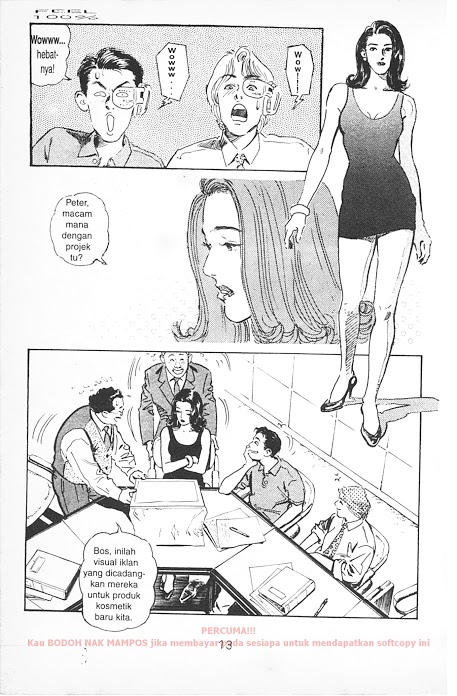 FEEL
100%
Wowww...
hebat-
nya!
Wowww...
Wow...
Peter,
macam
mana
dengan
projek
tu?
Bos, inilah
visual iklan
yang dicadang-
kan mereka
untuk produk
kosmetik
baru kita.
PERCUMA!!!
Kau BODOH NAK MAMPOS jika membayar pada sesiapa untuk mendapatkan softcopy ini
13